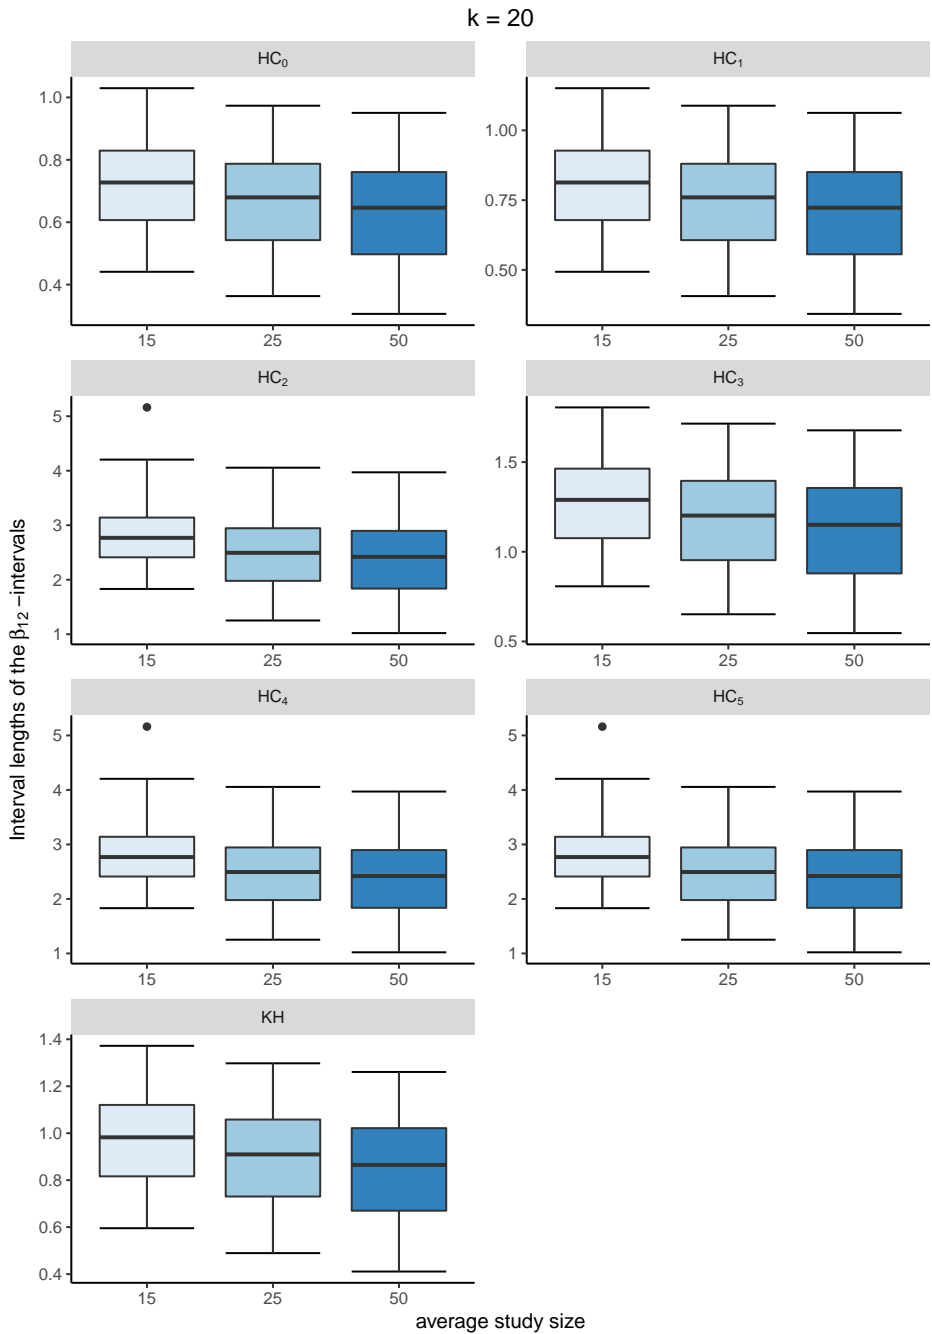 k = 20
HC₀
HC₁
1.0
0.8
0.6
0.4
1.00
0.75
0.50
15 25 50
15 25 50
HC₂
HC₃
5
4
3
2
1
1.5
1.0
0.5
15 25 50
15 25 50
Interval lengths of the β₁₂ −intervals
HC₄
HC₅
5
4
3
2
1
5
4
3
2
1
15 25 50
15 25 50
KH
1.4
1.2
1.0
0.8
0.6
0.4
15 25 50
average study size